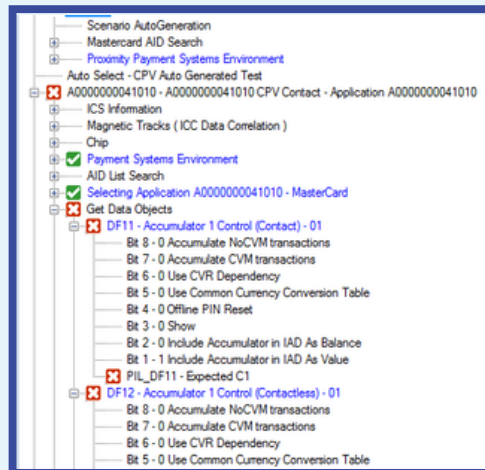 Scenario AutoGeneration
Mastercard AID Search
Proximity Payment Systems Environment
Auto Select - CPV Auto Generated Test
A0000000041010 - A0000000041010 CPV Contact - Application A0000000041010
ICS Information
Magnetic Tracks ( ICC Data Correlation )
Chip
Payment Systems Environment
AID List Search
Selecting Application A0000000041010 - MasterCard
Get Data Objects
DF11 - Accumulator 1 Control (Contact) - 01
Bit 8 - 0 Accumulate NoCVM transactions
Bit 7 - 0 Accumulate CVM transactions
Bit 6 - 0 Use CVR Dependency
Bit 5 - 0 Use Common Currency Conversion Table
Bit 4 - 0 Offline PIN Reset
Bit 3 - 0 Show
Bit 2 - 0 Include Accumulator in IAD As Balance
Bit 1 - 1 Include Accumulator in IAD As Value
PIL_DF11 - Expected C1
DF12 - Accumulator 1 Control (Contactless) - 01
Bit 8 - 0 Accumulate NoCVM transactions
Bit 7 - 0 Accumulate CVM transactions
Bit 6 - 0 Use CVR Dependency
Bit 5 - 0 Use Common Currency Conversion Table